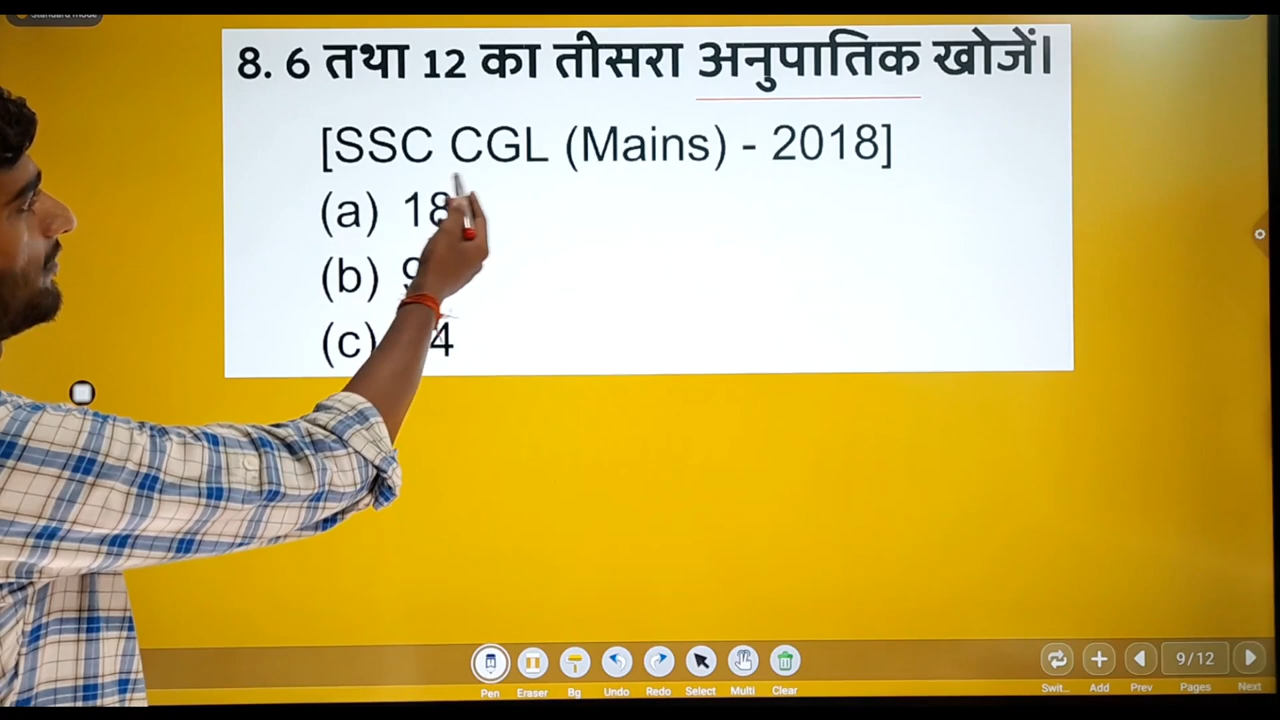 8. 6 तथा 12 का तीसरा अनुपातिक खोजें।
[SSC CGL (Mains) - 2018]
(a) 18
(b)
(c)
Pen Eraser Bg Undo Redo Select Multi Clear
Swit... Add Prev Pages Next
9/12